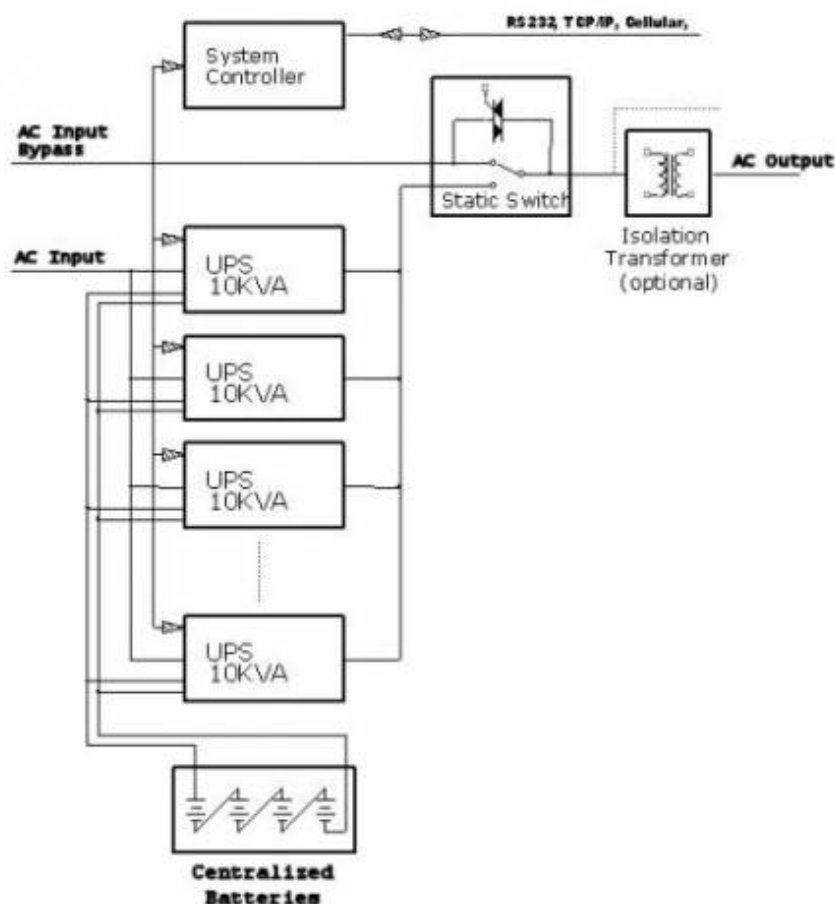 RS232, TCP/IP, Cellular,
System
Controller
AC Input
Bypass
AC Output
Static Switch
Isolation
Transformer
(optional)
AC Input
UPS
10KVA
UPS
10KVA
UPS
10KVA
UPS
10KVA
Centralized
Batteries